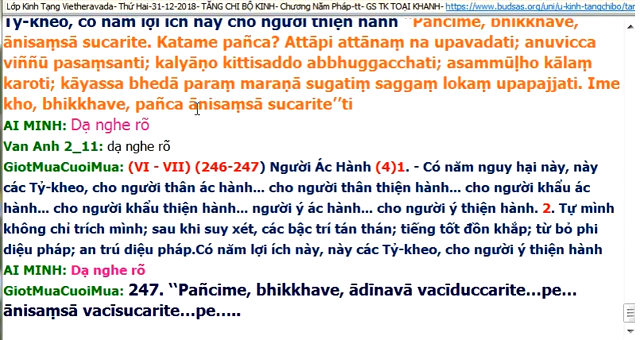 Lớp Kinh Tạng Vietheravada- Thứ Hai-31-12-2018- TĂNG CHI BỘ KINH- Chương Năm Pháp-tt- GS TK TOẠI KHANH- https://www.budsas.org/uni/u-kinh-tangchibo/tan
Tỷ-kheo, có năm lợi ích này cho người thiện hành ‘‘Pañcime, bhikkhave,
ānisaṃsā sucarite. Katame pañca? Attāpi attānaṃ na upavadati; anuvicca
viññū pasaṃsanti; kalyāṇo kittisaddo abbhuggacchati; asammūḷho kālaṃ
karoti; kāyassa bhedā paraṃ maraṇā sugatiṃ saggaṃ lokaṃ upapajjati. Ime
kho, bhikkhave, pañca ānisaṃsā sucarite’’ti
AI MINH: Dạ nghe rõ
Van Anh 2_11: dạ nghe rõ
GiotMuaCuoiMua: (VI - VII) (246-247) Người Ác Hành (4)1. - Có năm nguy hại này, này
các Tỷ-kheo, cho người thân ác hành... cho người thân thiện hành... cho người khẩu ác
hành... cho người khẩu thiện hành... người ý ác hành... cho người ý thiện hành. 2. Tự mình
không chỉ trích mình; sau khi suy xét, các bậc trí tán thán; tiếng tốt đồn khắp; từ bỏ phi
diệu pháp; an trú diệu pháp.Có năm lợi ích này, này các Tỷ-kheo, cho người ý thiện hành
AI MINH: Dạ nghe rõ
GiotMuaCuoiMua: 247. ‘‘Pañcime, bhikkhave, ādīnavā vacīduccarite…pe…
ānisaṃsā vacīsucarite…pe…..